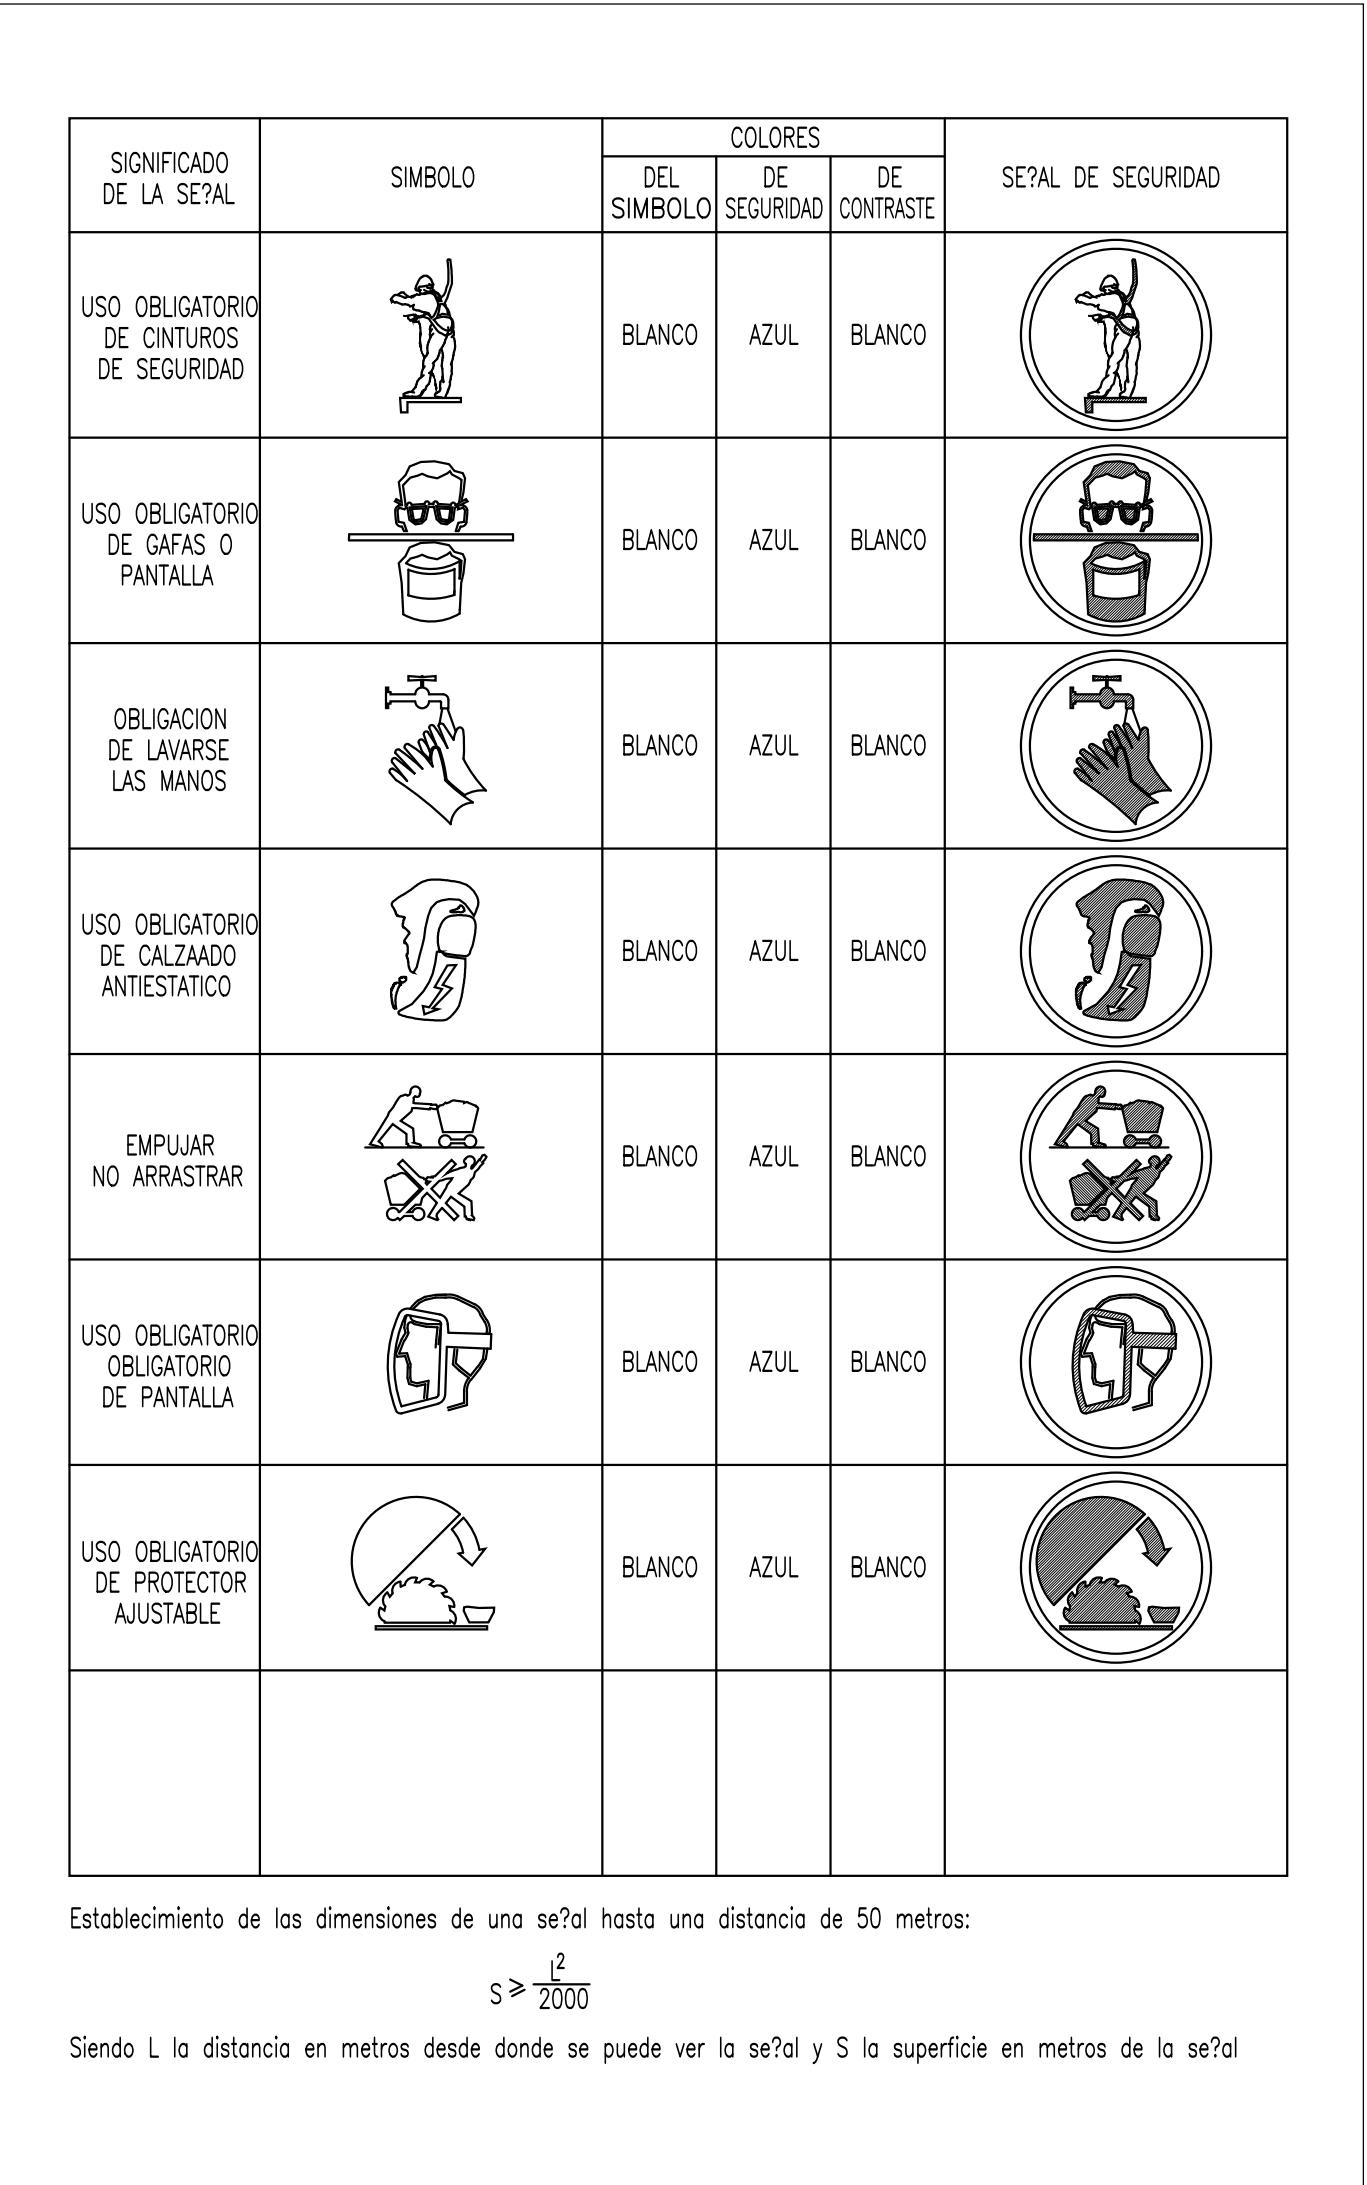 SIGNIFICADO
DE LA SE?AL
SIMBOLO
COLORES
DEL
SIMBOLO
DE
SEGURIDAD
DE
CONTRASTE
SE?AL DE SEGURIDAD
USO OBLIGATORIO
DE CINTUROS
DE SEGURIDAD
BLANCO
AZUL
BLANCO
USO OBLIGATORIO
DE GAFAS O
PANTALLA
BLANCO
AZUL
BLANCO
OBLIGACION
DE LAVARSE
LAS MANOS
BLANCO
AZUL
BLANCO
USO OBLIGATORIO
DE CALZAADO
ANTIESTATICO
BLANCO
AZUL
BLANCO
EMPUJAR
NO ARRASTRAR
BLANCO
AZUL
BLANCO
USO OBLIGATORIO
OBLIGATORIO
DE PANTALLA
BLANCO
AZUL
BLANCO
USO OBLIGATORIO
DE PROTECTOR
AJUSTABLE
BLANCO
AZUL
BLANCO
Establecimiento de las dimensiones de una se?al hasta una distancia de 50 metros:
S ⩾ L² / 2000
Siendo L la distancia en metros desde donde se puede ver la se?al y S la superficie en metros de la se?al